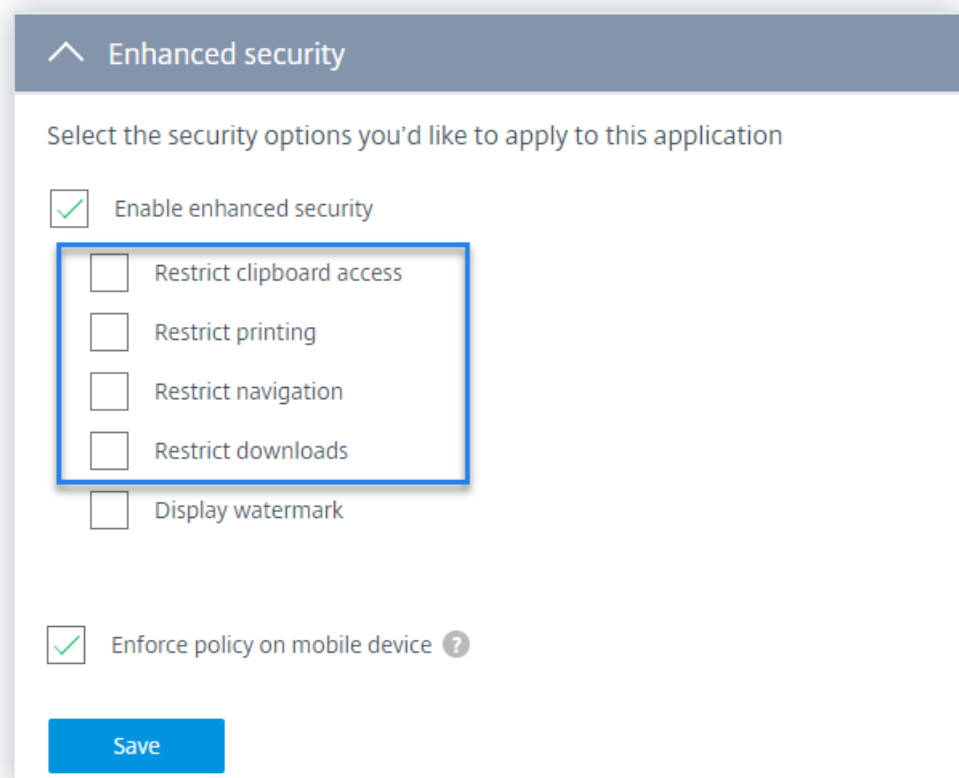 Enhanced security
Select the security options you'd like to apply to this application
Enable enhanced security
Restrict clipboard access
Restrict printing
Restrict navigation
Restrict downloads
Display watermark
Enforce policy on mobile device ?
Save